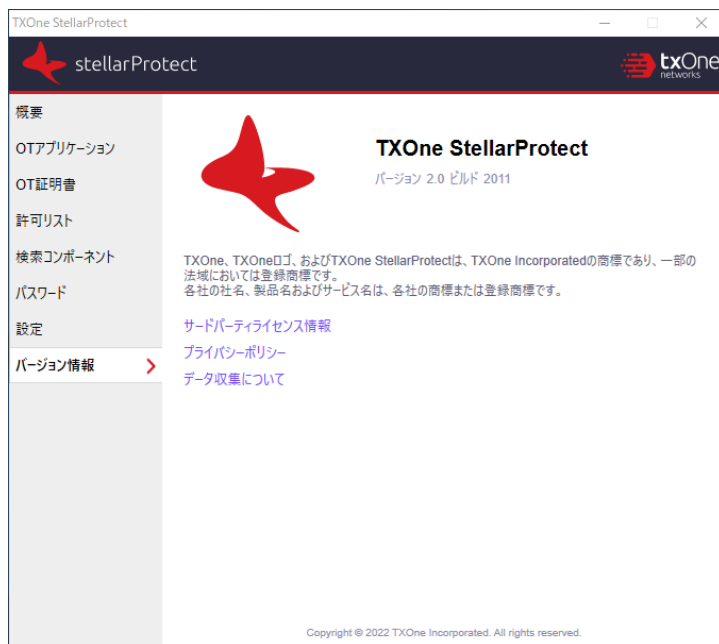 TXOne StellarProtect
stellarProtect
txOne
networks
概要
OTアプリケーション
OT証明書
許可リスト
検索コンポーネント
パスワード
設定
バージョン情報
TXOne StellarProtect
バージョン 2.0 ビルド 2011
TXOne、TXOneロゴ、およびTXOne StellarProtectは、TXOne Incorporatedの商標であり、一部の
法域においては登録商標です。
各社の社名、製品名およびサービス名は、各社の商標または登録商標です。
サードパーティライセンス情報
プライバシーポリシー
データ収集について
Copyright © 2022 TXOne Incorporated. All rights reserved.